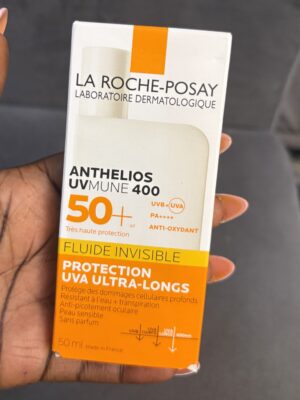 LA ROCHE-POSAY
LABORATOIRE DERMATOLOGIQUE
ANTHELIOS
UVMUNE 400
50+
Très haute protection
UVB + UVA
PA++++
ANTI-OXYDANT
FLUIDE INVISIBLE
PROTECTION
UVA ULTRA-LONGS
Protège des dommages cellulaires profonds
Résistant à l'eau + transpiration
Anti-picotement oculaire
Peau sensible
Sans parfum
50 ml Made in France